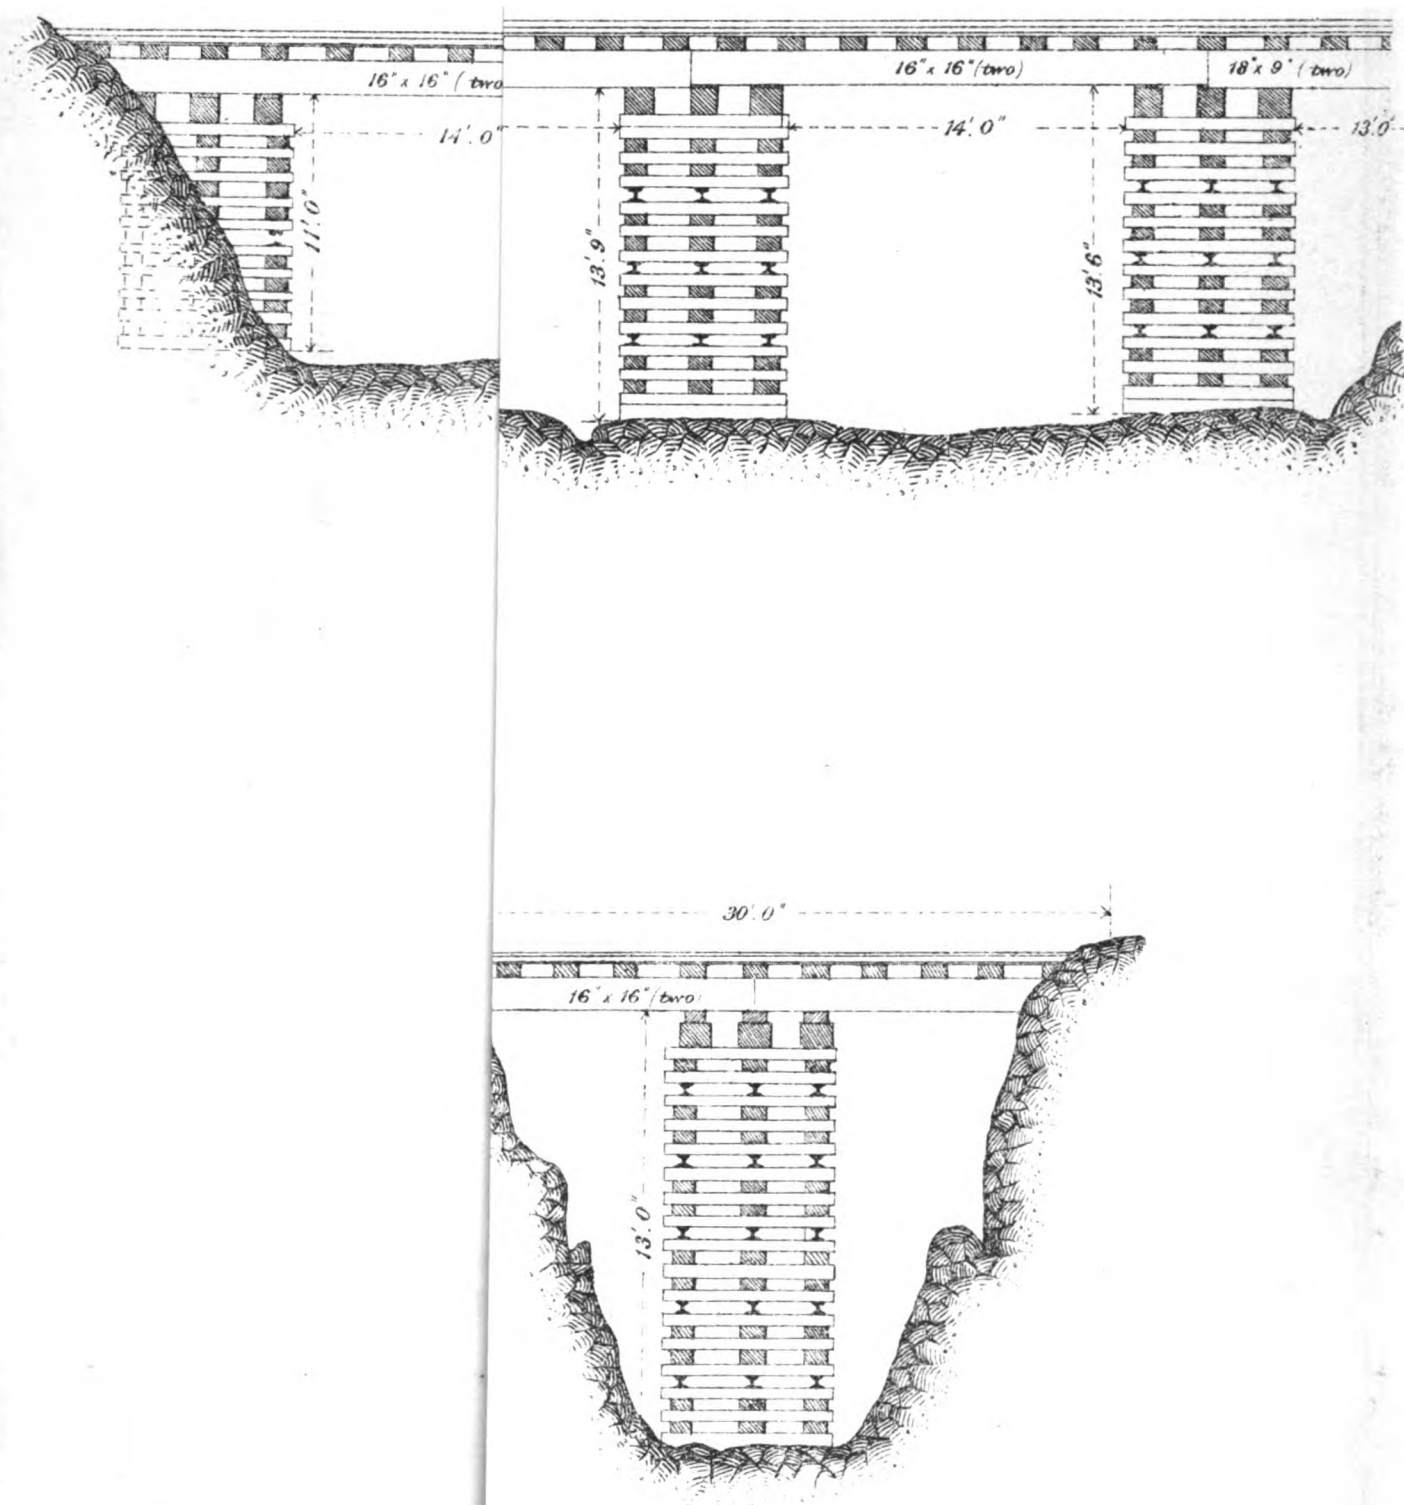 16" x 16" (two
16" x 16" (two)
18" x 9" (two)
14'.0"
14'.0"
13'.0'
11'.0"
13'.9"
13'.6"
30'.0"
16" x 16" (two)
13'.0"